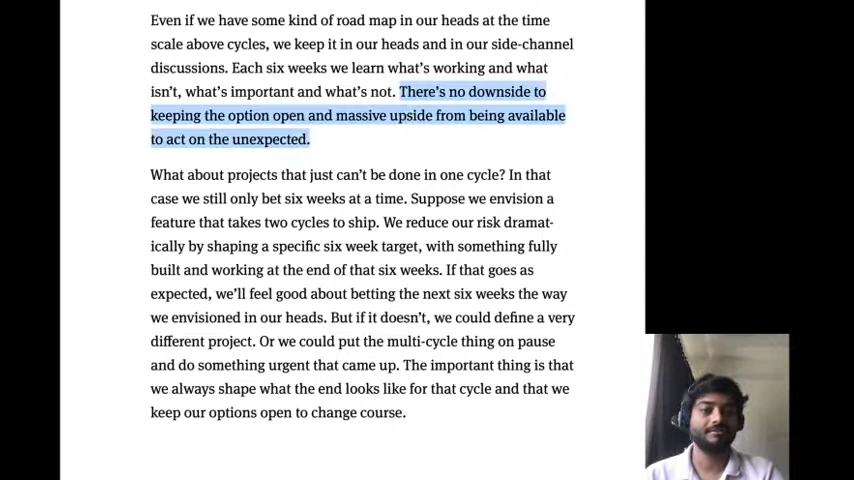 Even if we have some kind of road map in our heads at the time
scale above cycles, we keep it in our heads and in our side-channel
discussions. Each six weeks we learn what's working and what
isn't, what's important and what's not. There's no downside to
keeping the option open and massive upside from being available
to act on the unexpected.
What about projects that just can't be done in one cycle? In that
case we still only bet six weeks at a time. Suppose we envision a
feature that takes two cycles to ship. We reduce our risk dramat-
ically by shaping a specific six week target, with something fully
built and working at the end of that six weeks. If that goes as
expected, we'll feel good about betting the next six weeks the way
we envisioned in our heads. But if it doesn't, we could define a very
different project. Or we could put the multi-cycle thing on pause
and do something urgent that came up. The important thing is that
we always shape what the end looks like for that cycle and that we
keep our options open to change course.